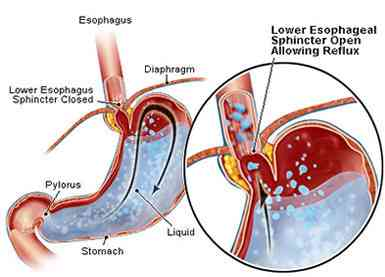 Esophagus
Lower Esophageal
Sphincter Open
Allowing Reflux
Diaphragm
Lower Esophagus
Sphincter Closed
Pylorus
Liquid
Stomach